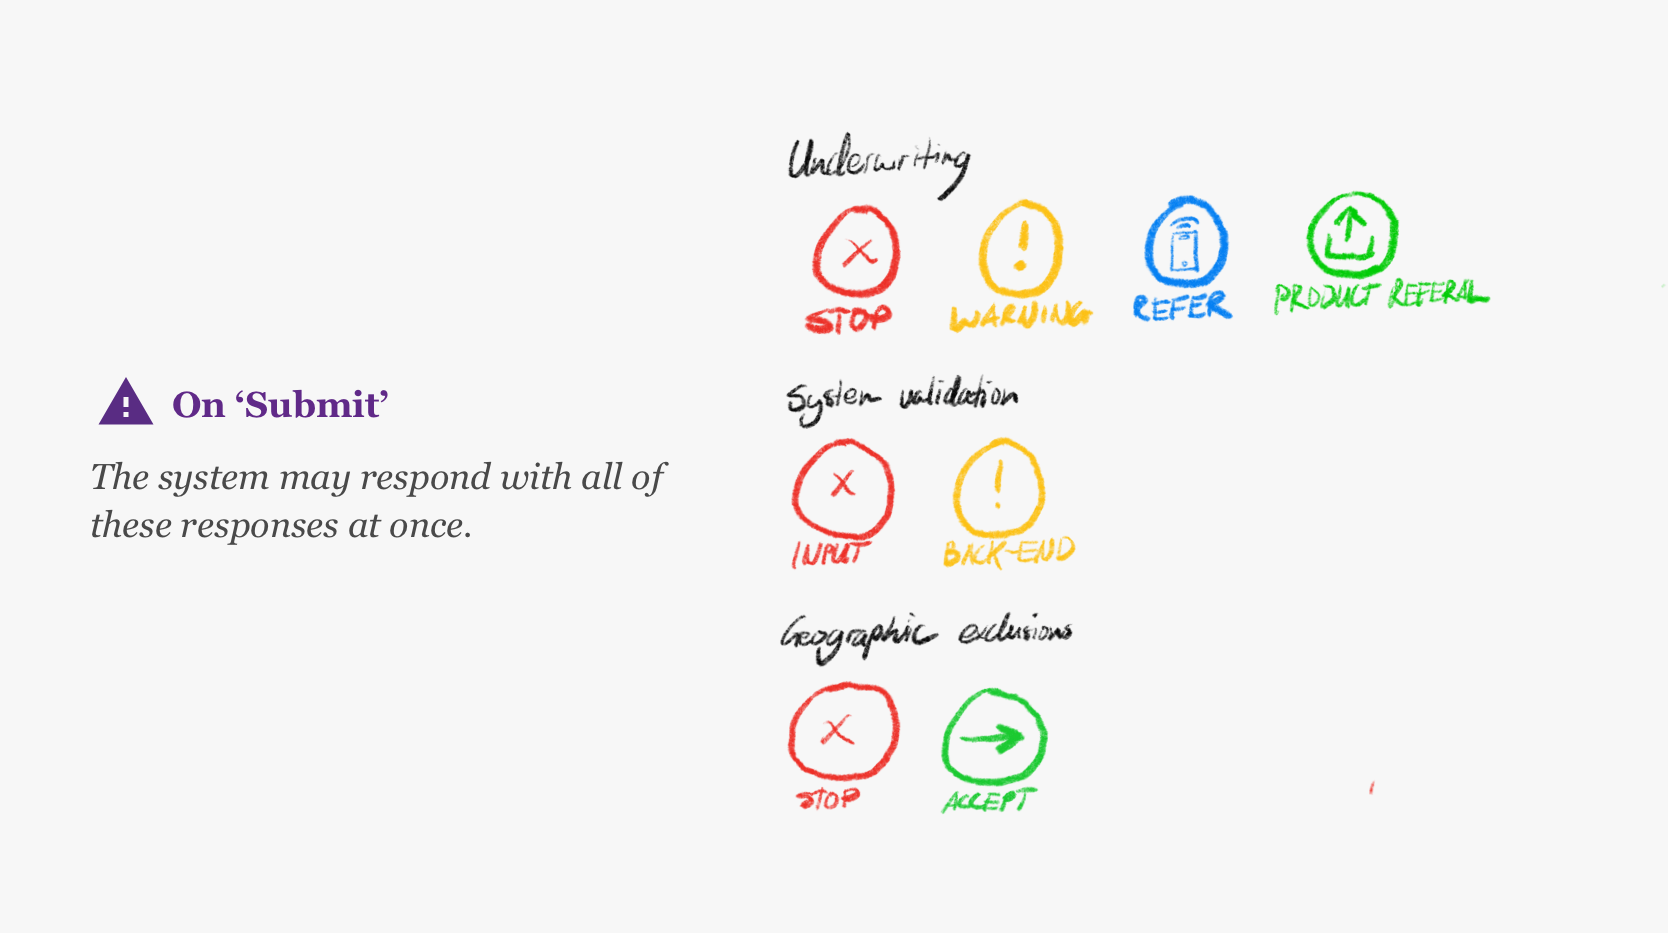 On ‘Submit’
The system may respond with all of
these responses at once.
Underwriting
STOP
WARNING
REFER
PRODUCT REFERAL
System validation
INPUT
BACK-END
Geographic exclusions
STOP
ACCEPT